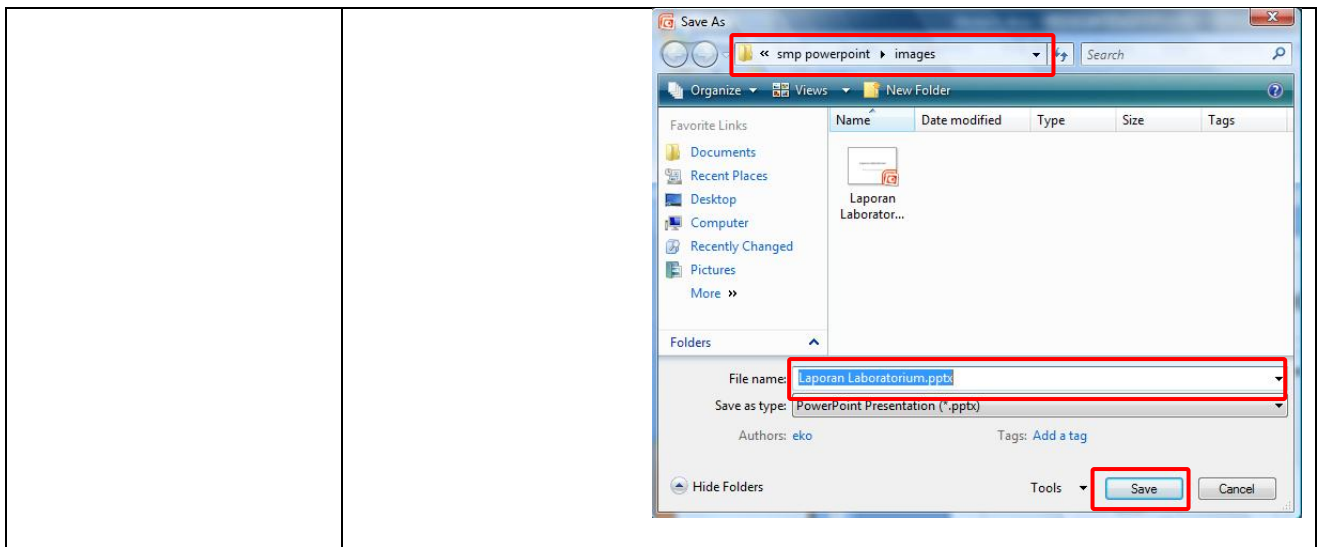 Save As
« smp powerpoint ▸ images
Search
Organize Views New Folder
Favorite Links
Documents
Recent Places
Desktop
Computer
Recently Changed
Pictures
More »
Folders
Name Date modified Type Size Tags
Laporan
Laborator...
File name: Laporan Laboratorium.pptx
Save as type: PowerPoint Presentation (*.pptx)
Authors: eko Tags: Add a tag
Hide Folders Tools Save Cancel